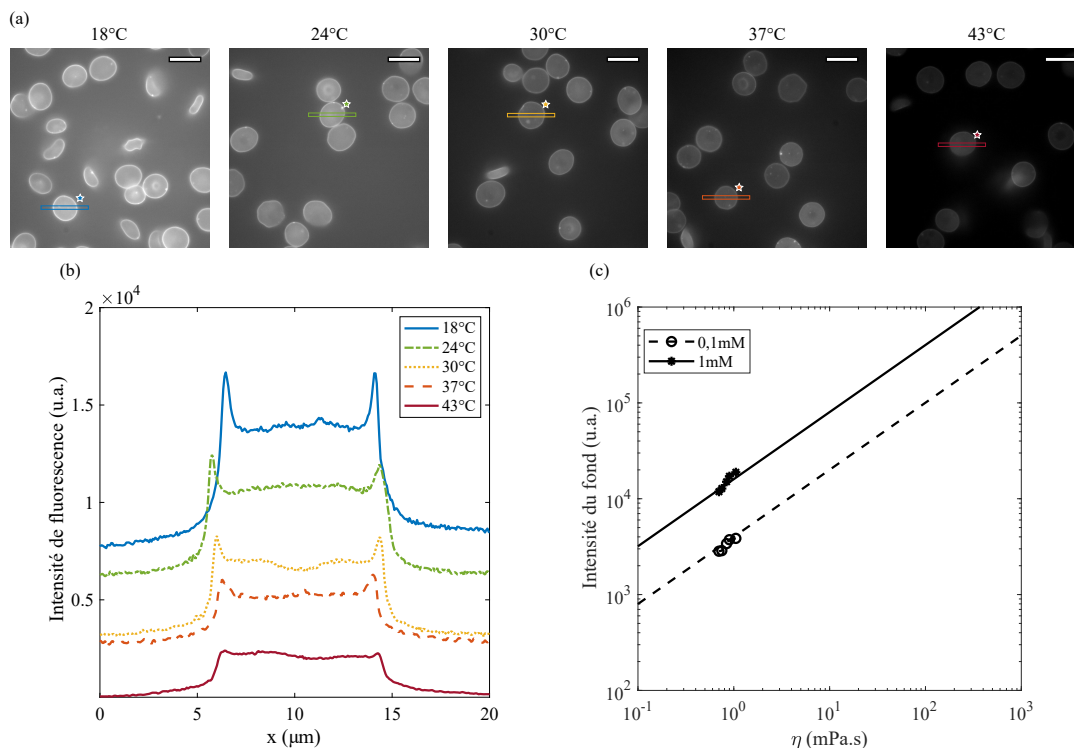 (a)
18°C 24°C 30°C 37°C 43°C
(b)
×10⁴
2
1.5
1
0.5
0 5 10 15 20
Intensité de fluorescence (u.a.)
x (μm)
18°C
24°C
30°C
37°C
43°C
(c)
10⁶
10⁵
10⁴
10³
10²
10⁻¹ 10⁰ 10¹ 10² 10³
Intensité du fond (u.a.)
η (mPa.s)
0,1mM
1mM